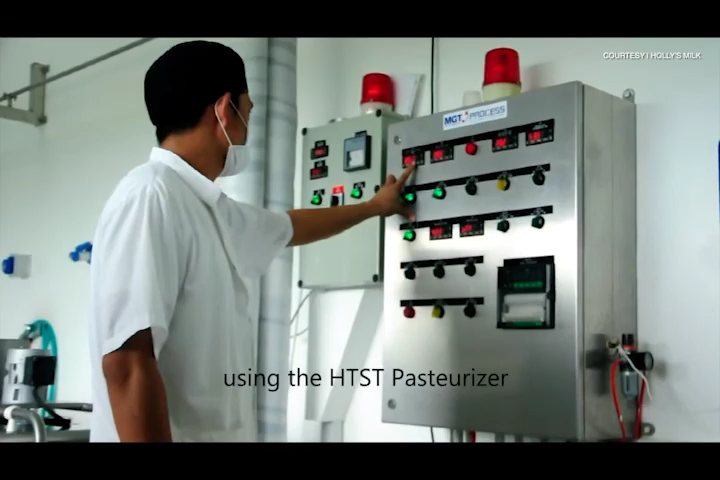 COURTESY | HOLLY'S MILK
MGT PROCESS
using the HTST Pasteurizer